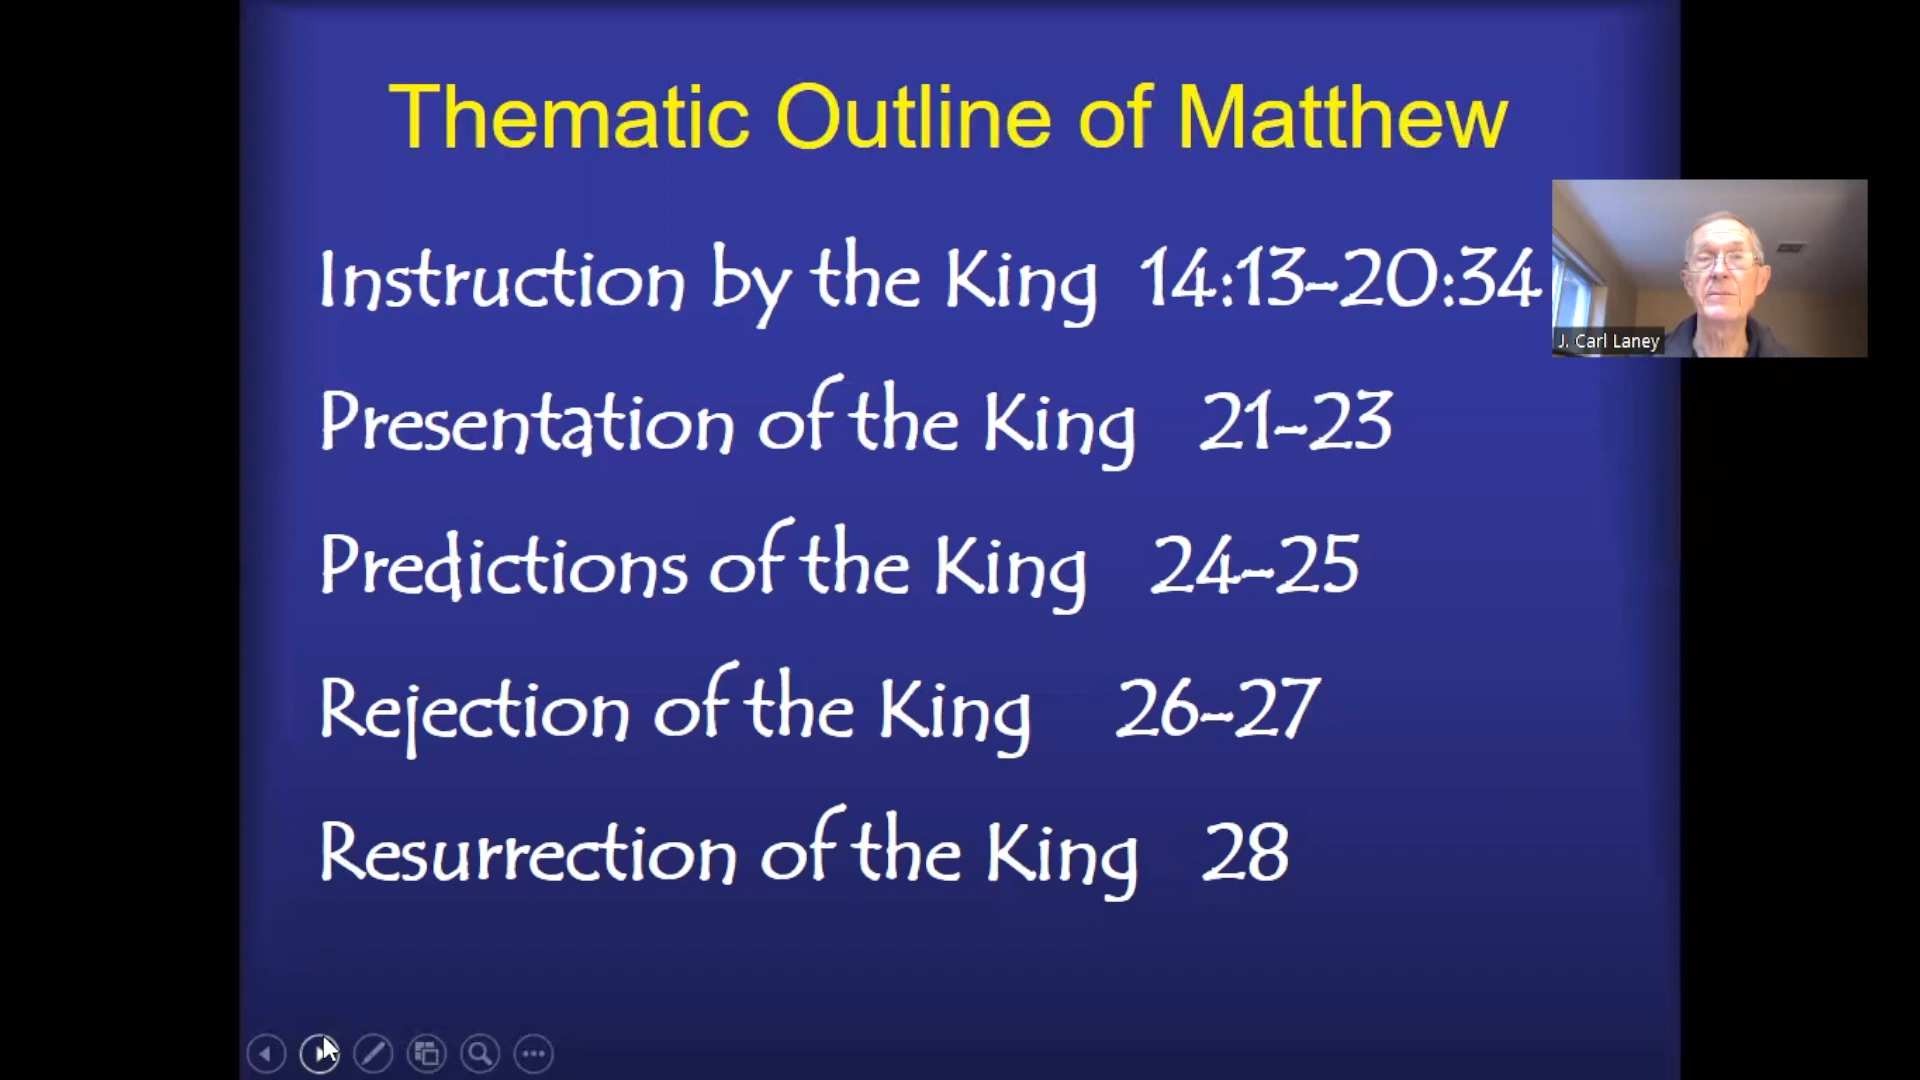 Thematic Outline of Matthew
Instruction by the King 14:13-20:34
J. Carl Laney
Presentation of the King 21-23
Predictions of the King 24-25
Rejection of the King 26-27
Resurrection of the King 28